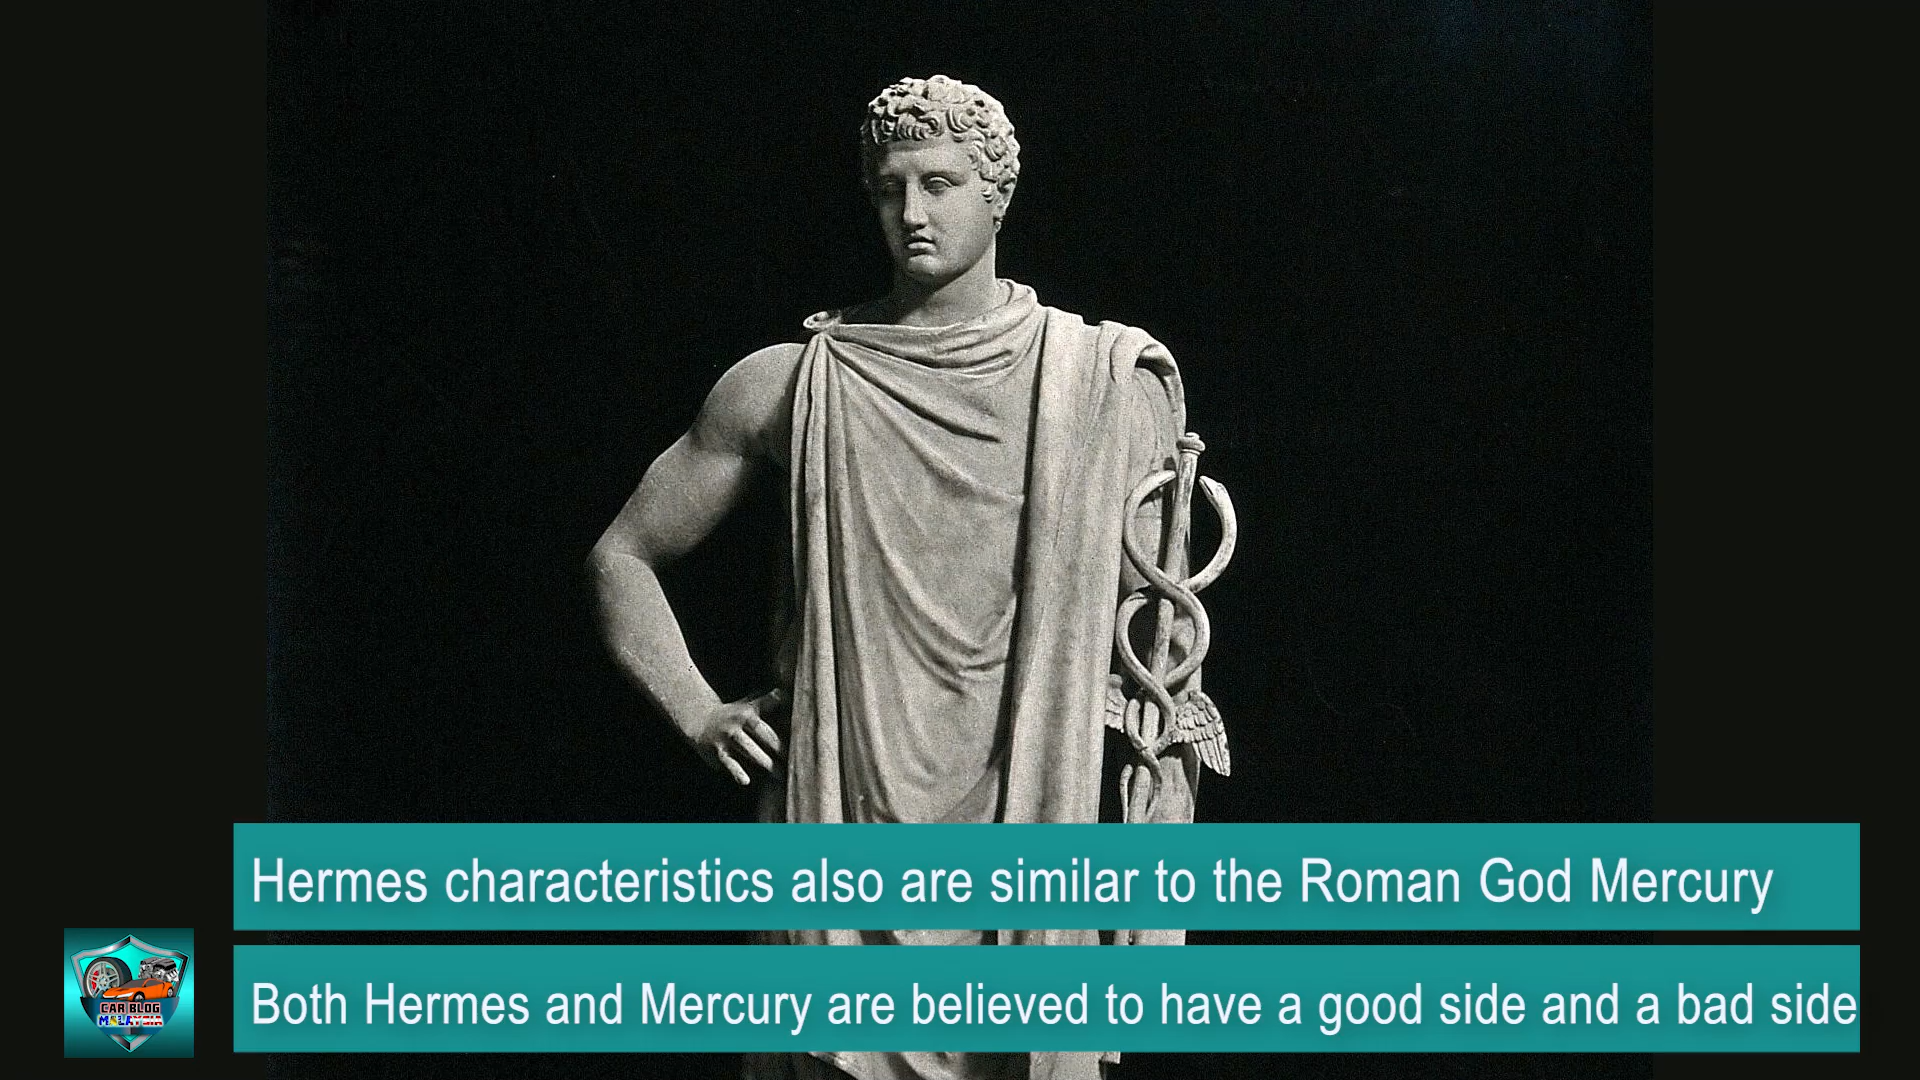 Hermes characteristics also are similar to the Roman God Mercury
Both Hermes and Mercury are believed to have a good side and a bad side
CAR BLOG
MALAYSIA